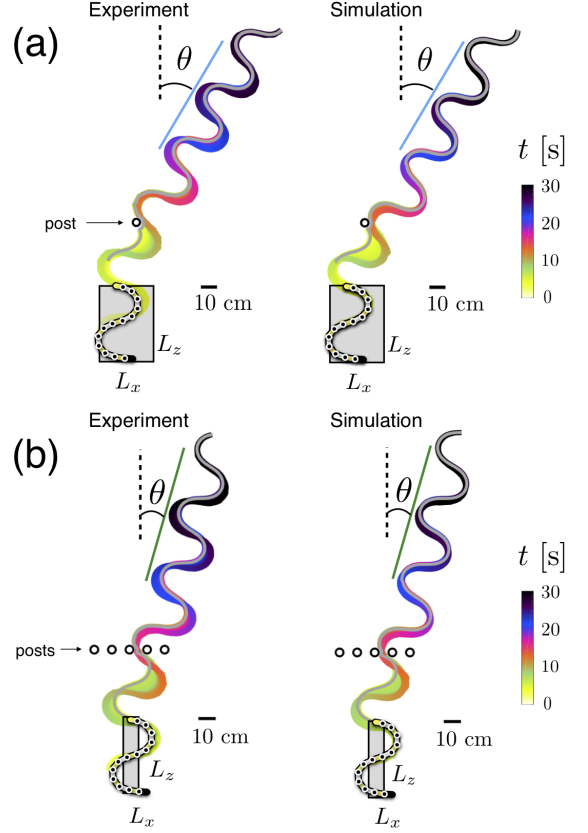 Experiment
Simulation
(a)
θ
θ
t [s]
30
20
10
0
post
10 cm
10 cm
L_z
L_z
L_x
L_x
Experiment
Simulation
(b)
θ
θ
t [s]
30
20
10
0
posts
10 cm
10 cm
L_z
L_z
L_x
L_x